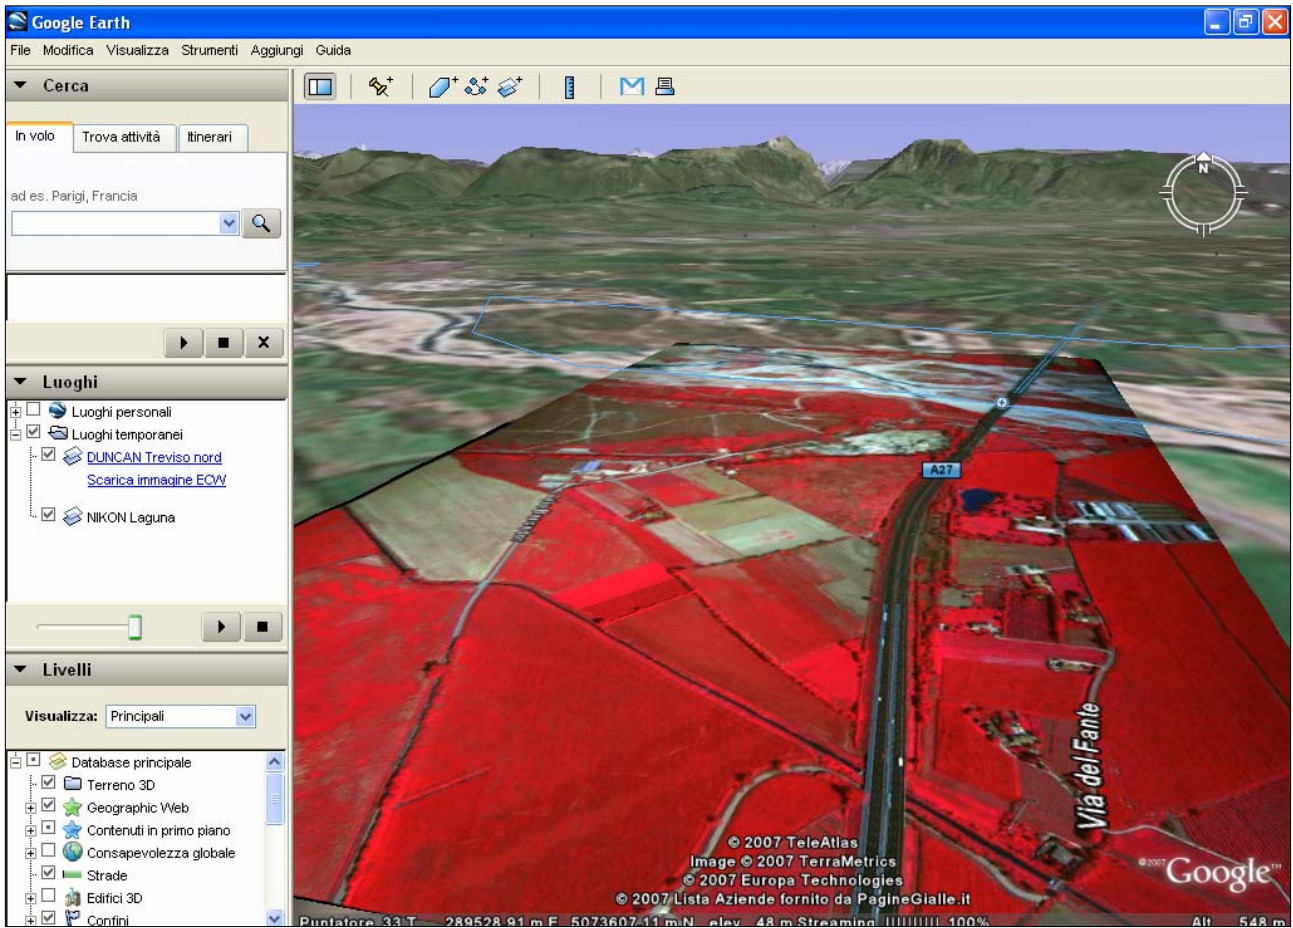 Google Earth
File Modifica Visualizza Strumenti Aggiungi Guida
Cerca
In volo Trova attività Itinerari
ad es. Parigi, Francia
Luoghi
Luoghi personali
Luoghi temporanei
DUNCAN Treviso nord
Scarica immagine ECW
NIKON Laguna
Livelli
Visualizza: Principali
Database principale
Terreno 3D
Geographic Web
Contenuti in primo piano
Consapevolezza globale
Strade
Edifici 3D
Confini
N
A27
Via del Fante
© 2007 TeleAtlas
Image © 2007 TerraMetrics
© 2007 Europa Technologies
© 2007 Lista Aziende fornito da PagineGialle.it
©2007 Google™
Puntatore 33 T 289528.91 m E 5073607.11 m N elev 48 m Streaming |||||||||| 100% Alt 548 m